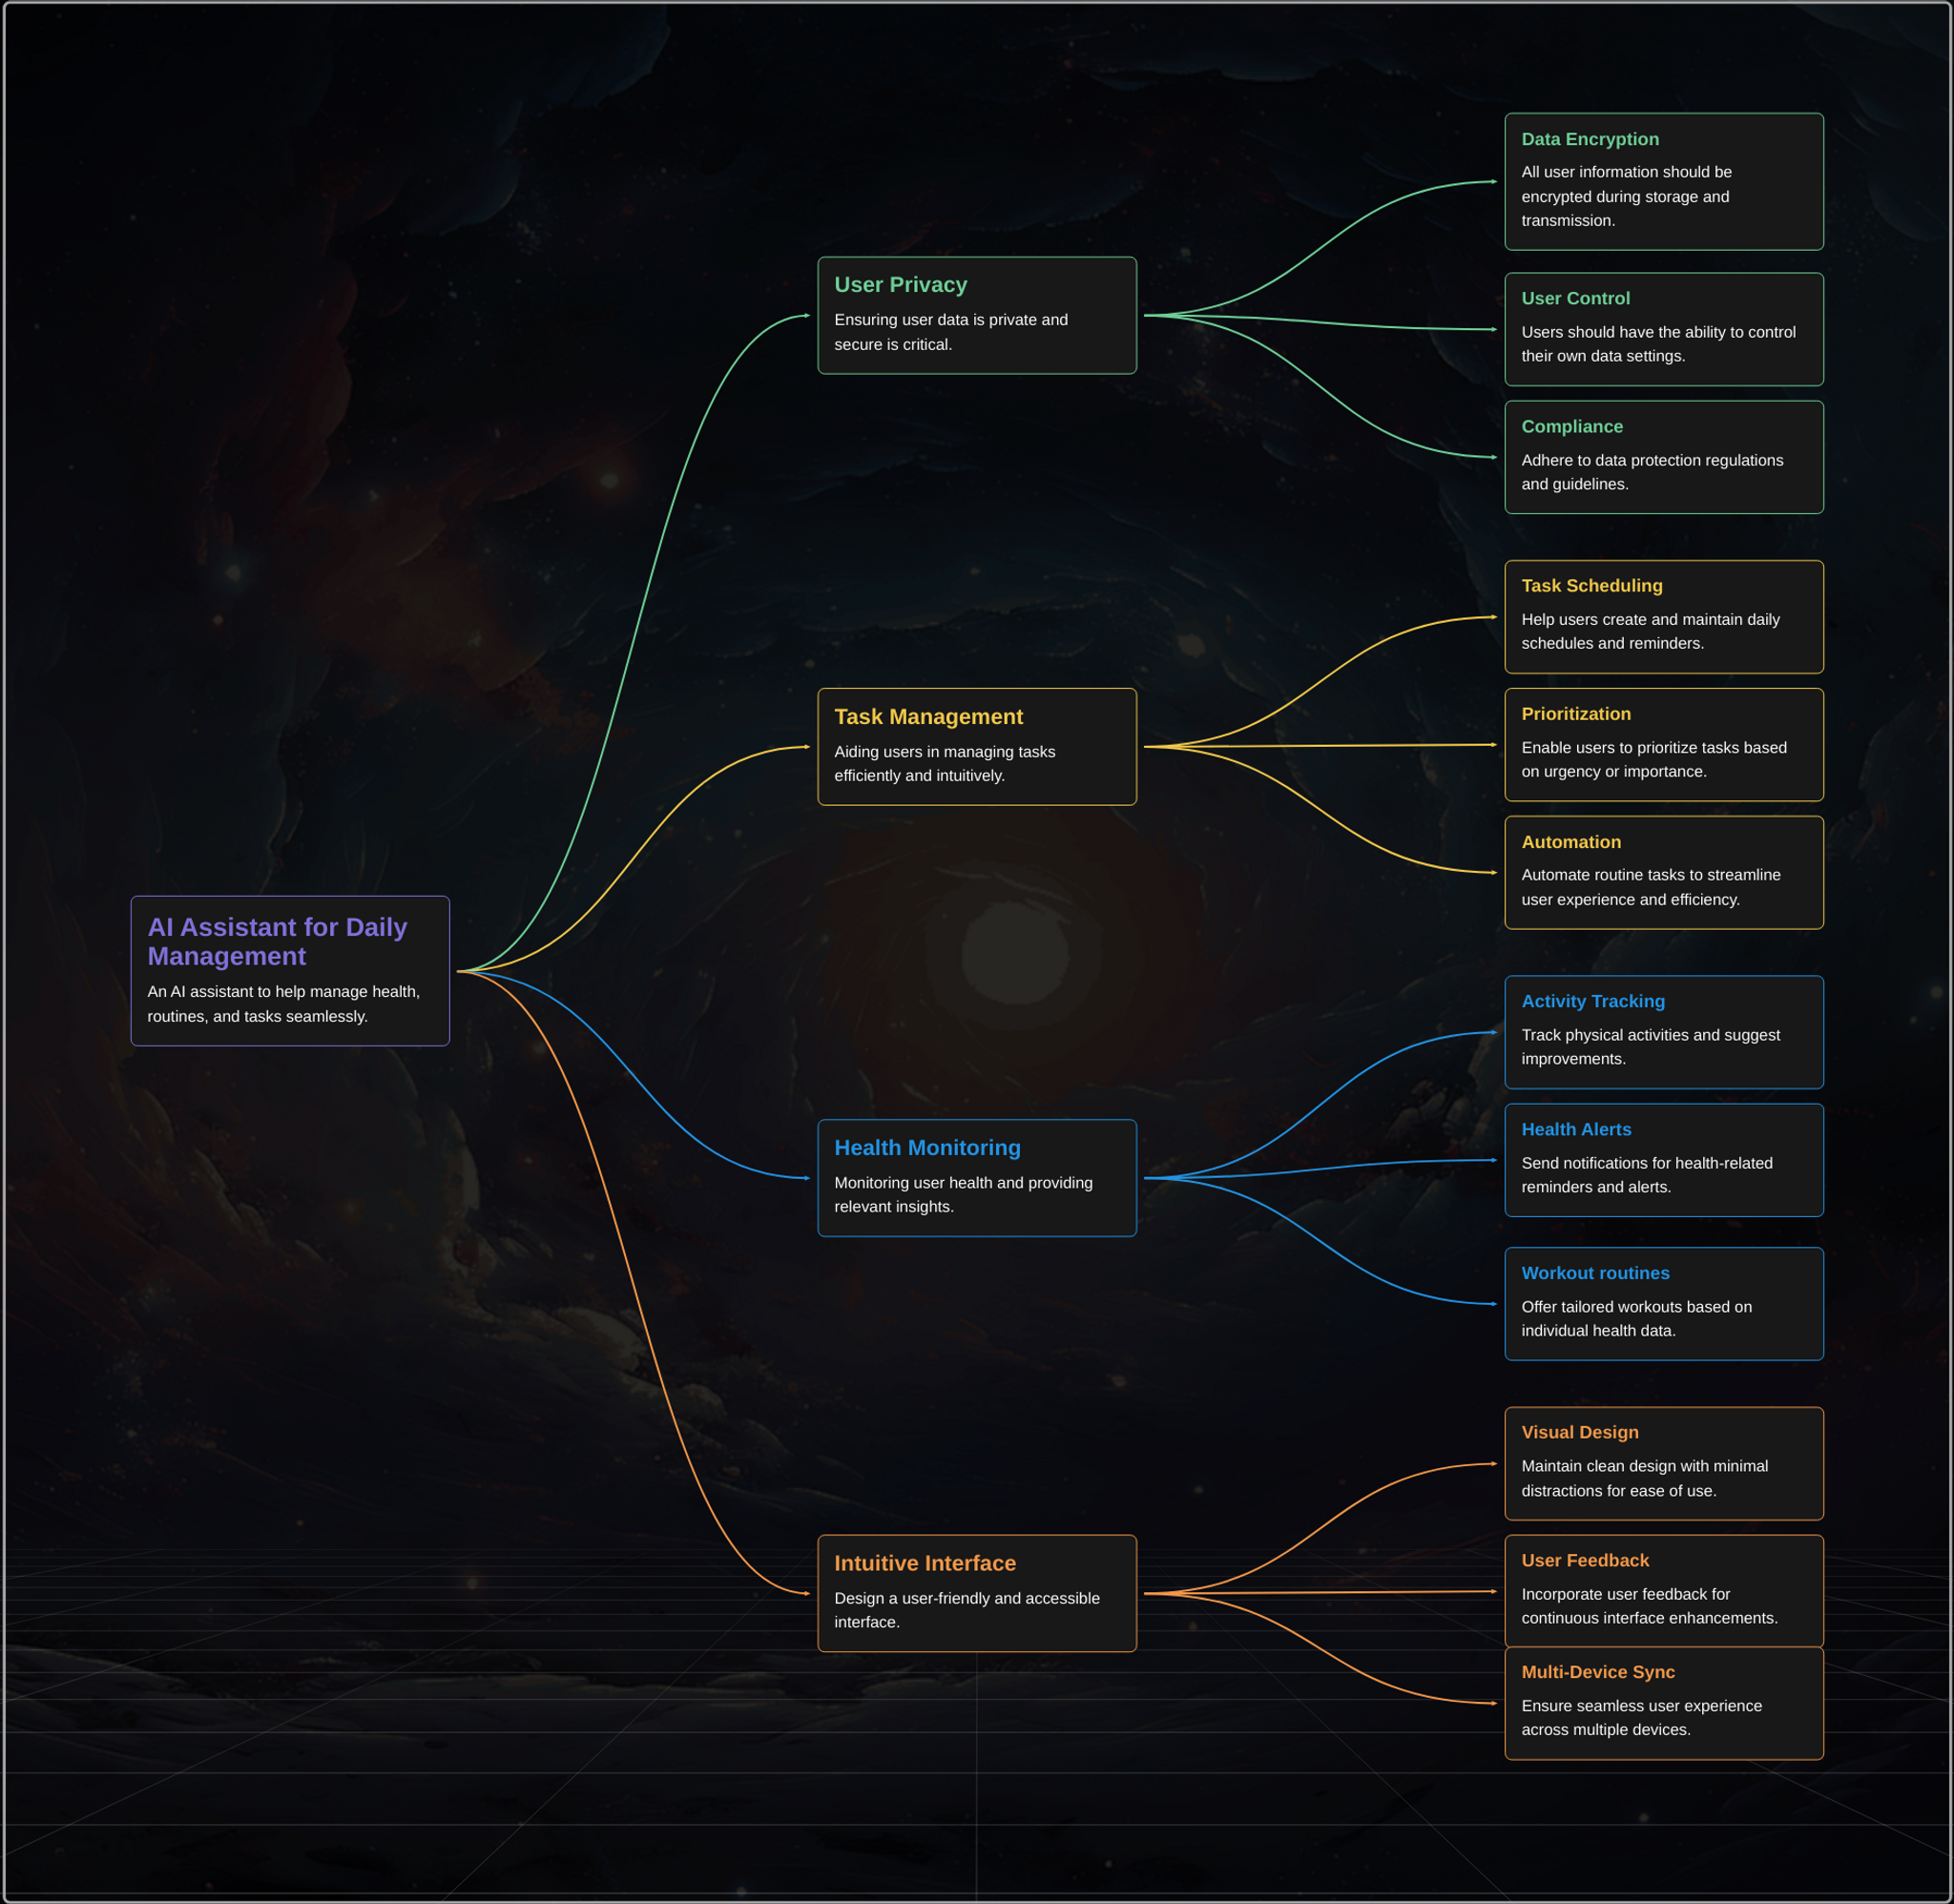 AI Assistant for Daily
Management
An AI assistant to help manage health,
routines, and tasks seamlessly.
User Privacy
Ensuring user data is private and
secure is critical.
Data Encryption
All user information should be
encrypted during storage and
transmission.
User Control
Users should have the ability to control
their own data settings.
Compliance
Adhere to data protection regulations
and guidelines.
Task Management
Aiding users in managing tasks
efficiently and intuitively.
Task Scheduling
Help users create and maintain daily
schedules and reminders.
Prioritization
Enable users to prioritize tasks based
on urgency or importance.
Automation
Automate routine tasks to streamline
user experience and efficiency.
Health Monitoring
Monitoring user health and providing
relevant insights.
Activity Tracking
Track physical activities and suggest
improvements.
Health Alerts
Send notifications for health-related
reminders and alerts.
Workout routines
Offer tailored workouts based on
individual health data.
Intuitive Interface
Design a user-friendly and accessible
interface.
Visual Design
Maintain clean design with minimal
distractions for ease of use.
User Feedback
Incorporate user feedback for
continuous interface enhancements.
Multi-Device Sync
Ensure seamless user experience
across multiple devices.